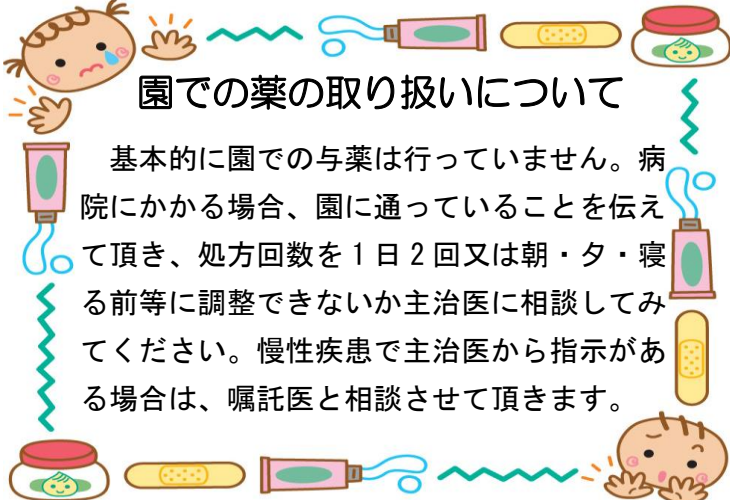 園での薬の取り扱いについて
　基本的に園での与薬は行っていません。病
院にかかる場合、園に通っていることを伝え
て頂き、処方回数を1日2回又は朝・夕・寝
る前等に調整できないか主治医に相談してみ
てください。慢性疾患で主治医から指示があ
る場合は、嘱託医と相談させて頂きます。